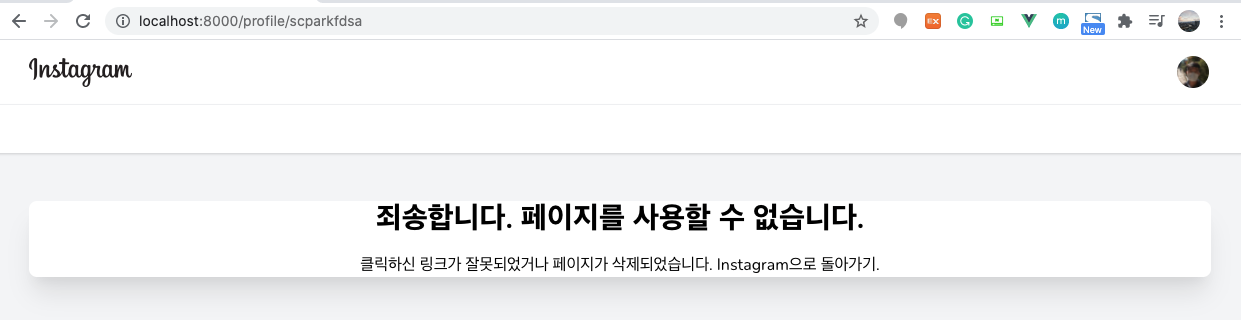 localhost:8000/profile/scparkfdsa
EX
G
m
New
Instagram
죄송합니다. 페이지를 사용할 수 없습니다.
클릭하신 링크가 잘못되었거나 페이지가 삭제되었습니다. Instagram으로 돌아가기.